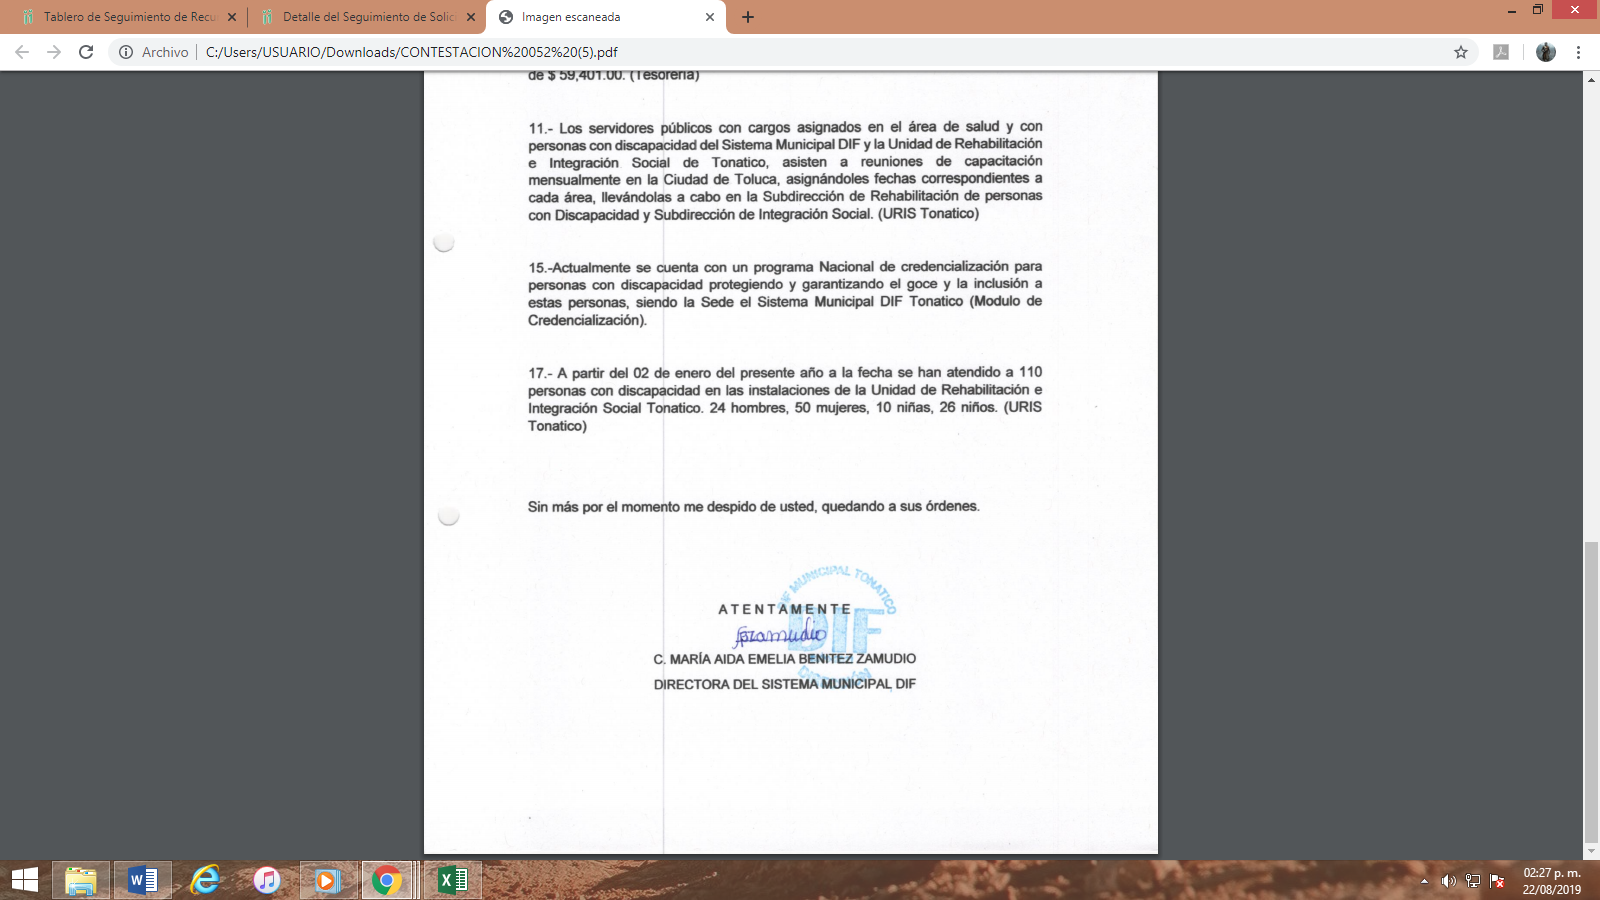 Tablero de Seguimiento de Recu
Detalle del Seguimiento de Solic
Imagen escaneada
Archivo
C:/Users/USUARIO/Downloads/CONTESTACION%20052%20(5).pdf
de $ 59,401.00. (Tesorería)
11.- Los servidores públicos con cargos asignados en el área de salud y con
personas con discapacidad del Sistema Municipal DIF y la Unidad de Rehabilitación
e Integración Social de Tonatico, asisten a reuniones de capacitación
mensualmente en la Ciudad de Toluca, asignándoles fechas correspondientes a
cada área, llevándolas a cabo en la Subdirección de Rehabilitación de personas
con Discapacidad y Subdirección de Integración Social. (URIS Tonatico)
15.-Actualmente se cuenta con un programa Nacional de credencialización para
personas con discapacidad protegiendo y garantizando el goce y la inclusión a
estas personas, siendo la Sede el Sistema Municipal DIF Tonatico (Modulo de
Credencialización).
17.- A partir del 02 de enero del presente año a la fecha se han atendido a 110
personas con discapacidad en las instalaciones de la Unidad de Rehabilitación e
Integración Social Tonatico. 24 hombres, 50 mujeres, 10 niñas, 26 niños. (URIS
Tonatico)
Sin más por el momento me despido de usted, quedando a sus órdenes.
DIF MUNICIPAL TONATICO
ATENTAMENTE
DIF
C. MARÍA AIDA EMELIA BENITEZ ZAMUDIO
DIRECTORA DEL SISTEMA MUNICIPAL DIF
02:27 p. m.
22/08/2019